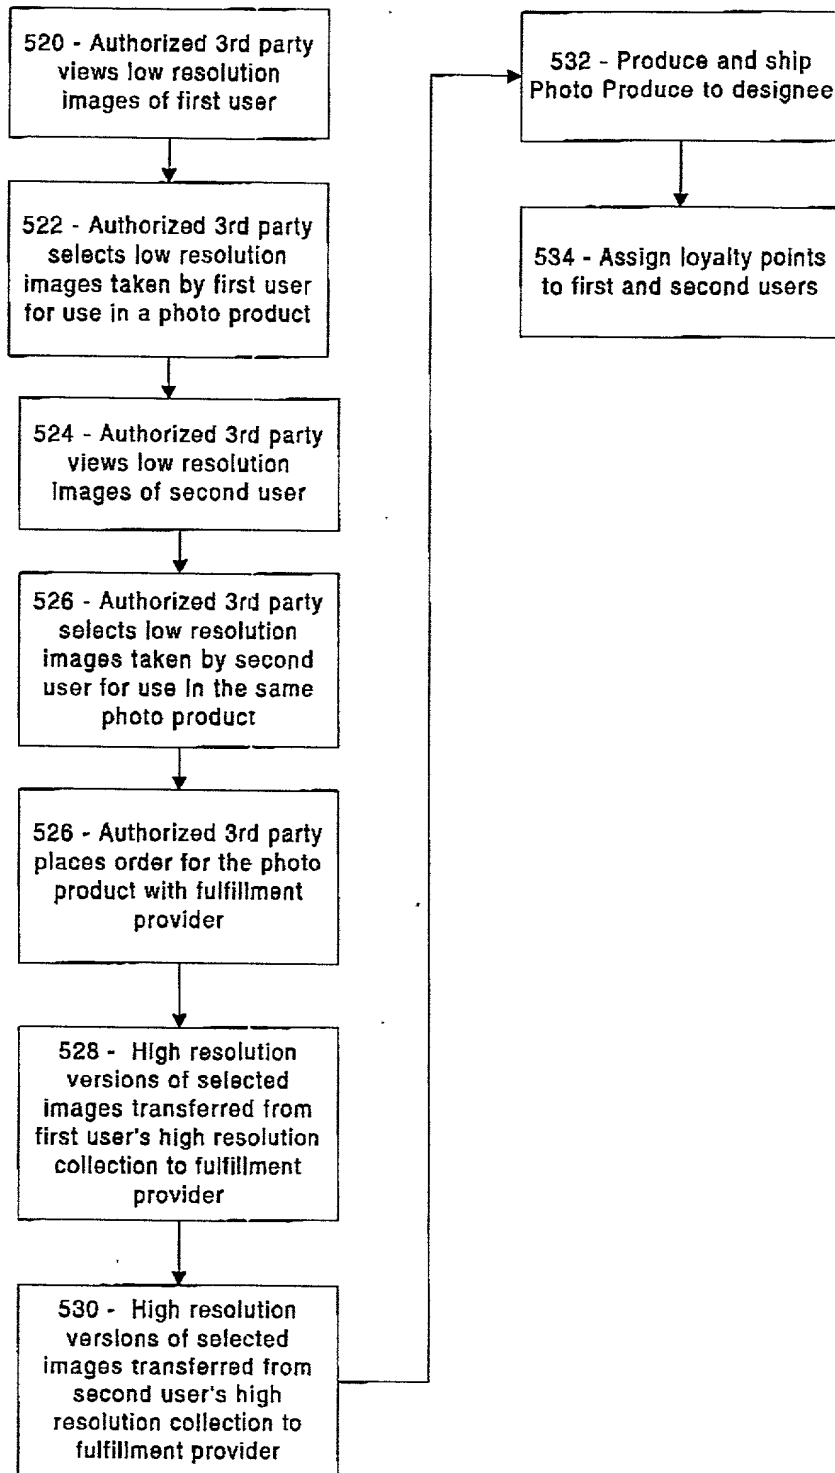 520 - Authorized 3rd party
views low resolution
images of first user
522 - Authorized 3rd party
selects low resolution
images taken by first user
for use in a photo product
524 - Authorized 3rd party
views low resolution
images of second user
526 - Authorized 3rd party
selects low resolution
images taken by second
user for use in the same
photo product
526 - Authorized 3rd party
places order for the photo
product with fulfillment
provider
528 - High resolution
versions of selected
images transferred from
first user's high resolution
collection to fulfillment
provider
530 - High resolution
versions of selected
images transferred from
second user's high
resolution collection to
fulfillment provider
532 - Produce and ship
Photo Produce to designee
534 - Assign loyalty points
to first and second users